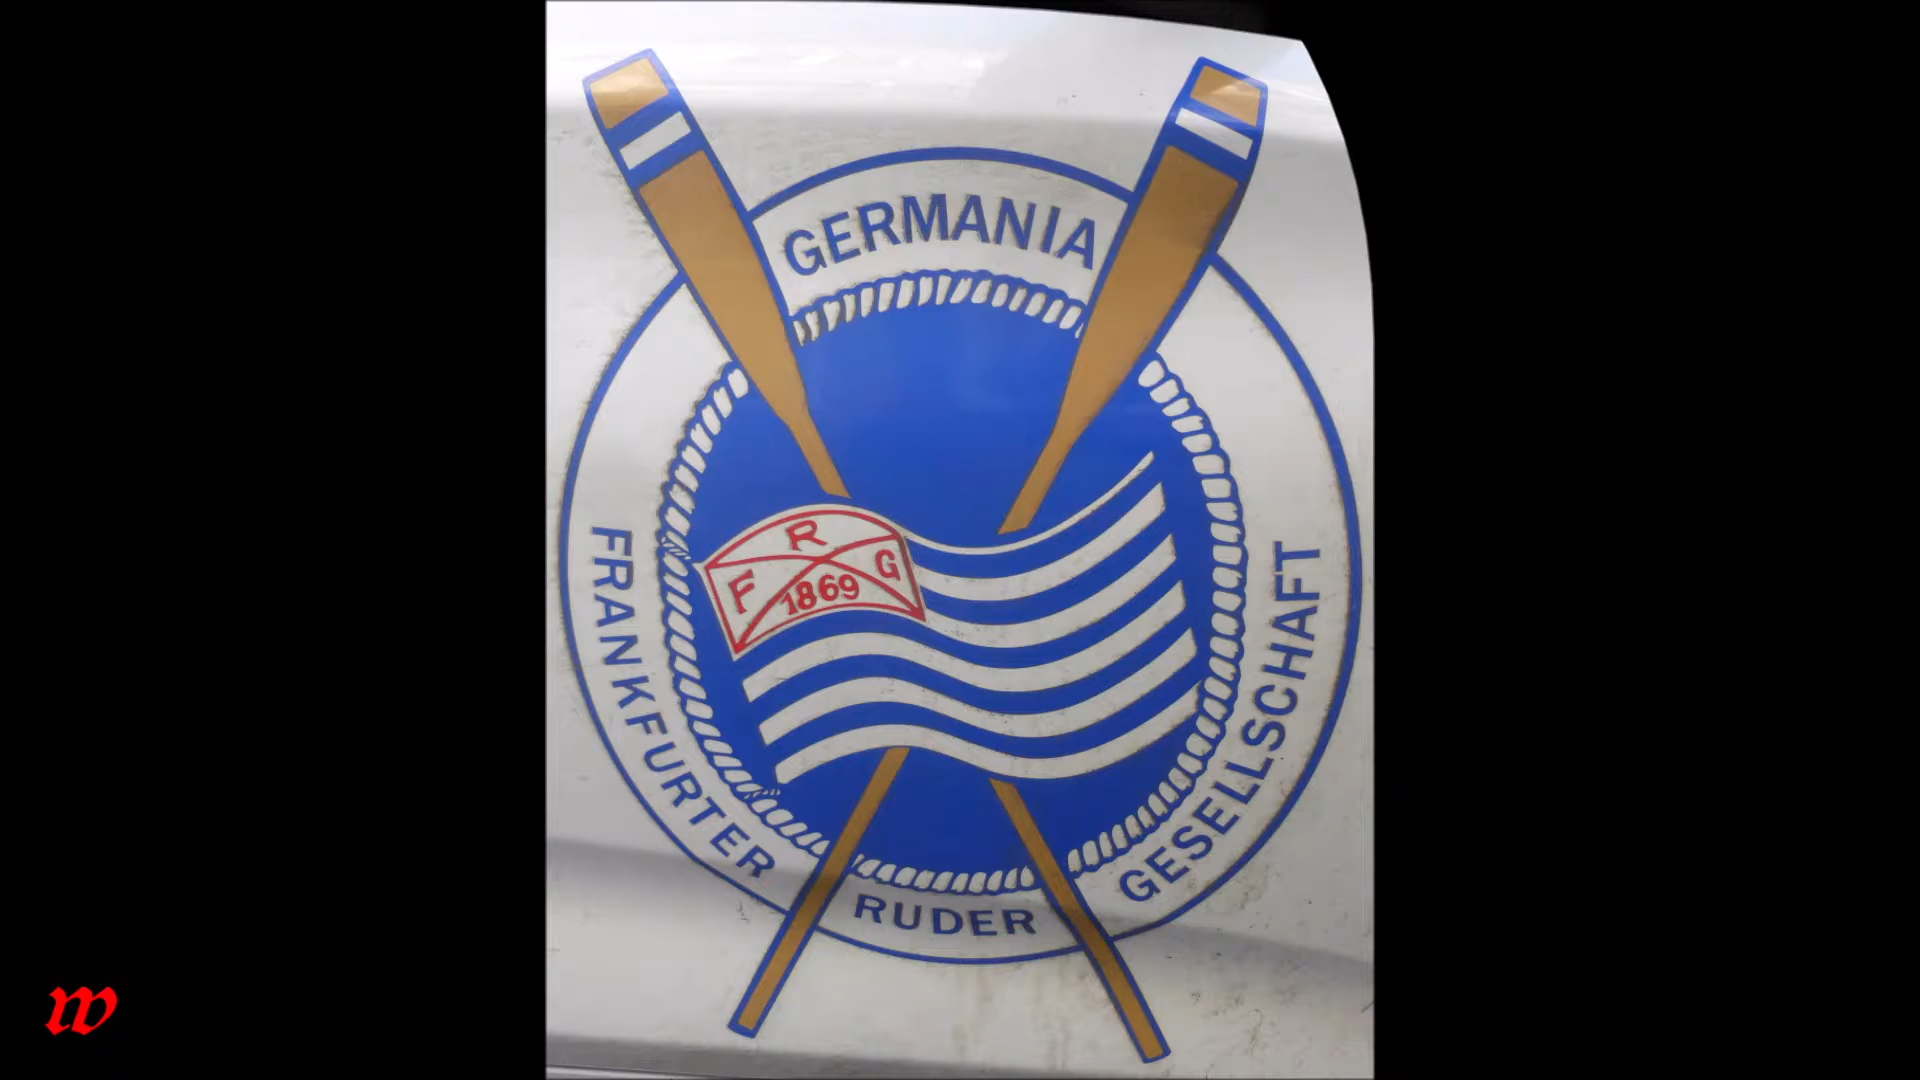 GERMANIA
F R G
1869
FRANKFURTER
RUDER
GESELLSCHAFT
w